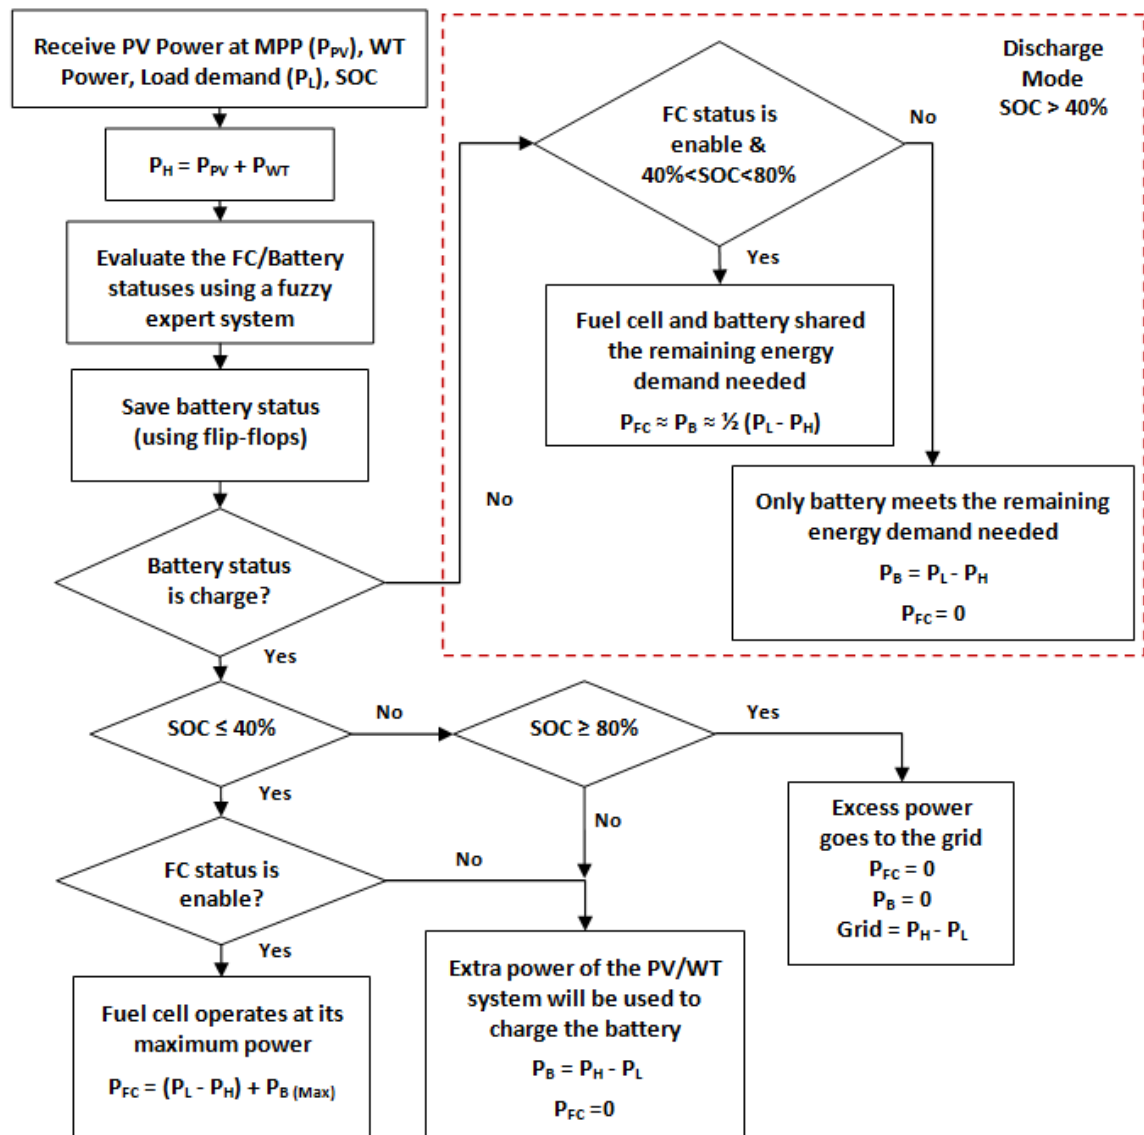 Receive PV Power at MPP (PPV), WT
Power, Load demand (PL), SOC
PH = PPV + PWT
Evaluate the FC/Battery
statuses using a fuzzy
expert system
Save battery status
(using flip-flops)
Battery status
is charge?
No
Yes
Discharge
Mode
SOC > 40%
FC status is
enable &
40%<SOC<80%
No
Yes
Fuel cell and battery shared
the remaining energy
demand needed
PFC ≈ PB ≈ ½ (PL - PH)
Only battery meets the remaining
energy demand needed
PB = PL - PH
PFC = 0
SOC ≤ 40%
No
Yes
SOC ≥ 80%
Yes
No
Excess power
goes to the grid
PFC = 0
PB = 0
Grid = PH - PL
FC status is
enable?
No
Yes
Extra power of the PV/WT
system will be used to
charge the battery
PB = PH - PL
PFC =0
Fuel cell operates at its
maximum power
PFC = (PL - PH) + PB (Max)